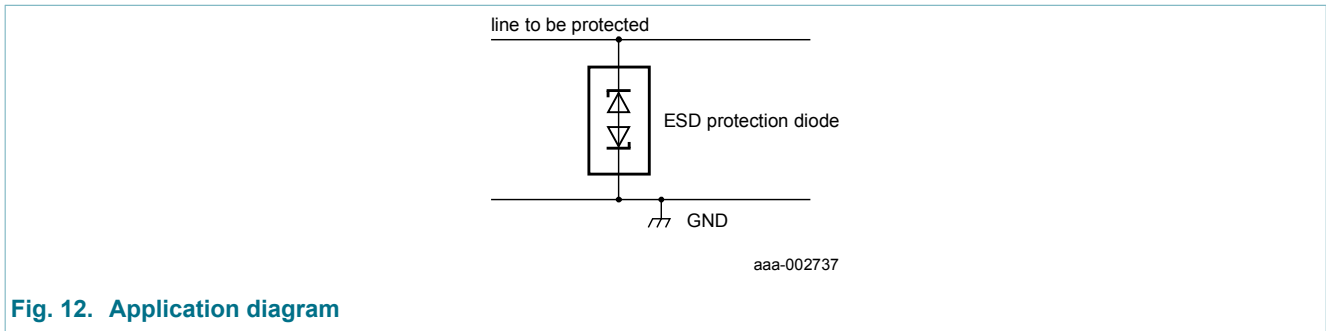 line to be protected
ESD protection diode
GND
aaa-002737
Fig. 12. Application diagram